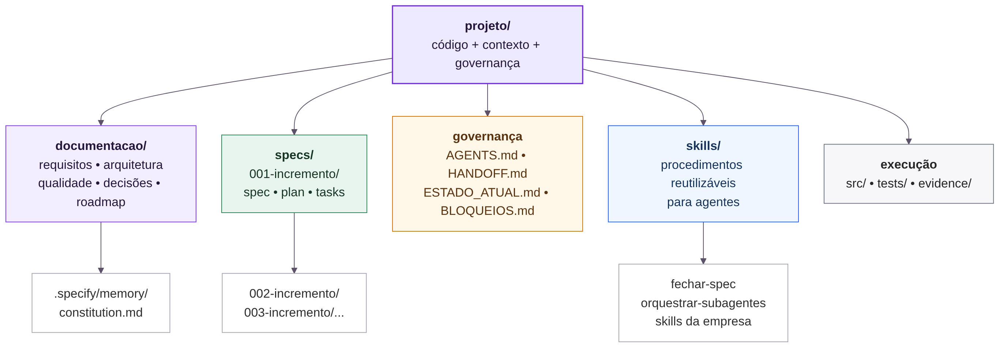 projeto/
código + contexto +
governança
documentacao/
requisitos • arquitetura
qualidade • decisões •
roadmap
specs/
001-incremento/
spec • plan • tasks
governança
AGENTS.md •
HANDOFF.md
ESTADO_ATUAL.md •
BLOQUEIOS.md
skills/
procedimentos
reutilizáveis
para agentes
execução
src/ • tests/ • evidence/
.specify/memory/
constitution.md
002-incremento/
003-incremento/...
fechar-spec
orquestrar-subagentes
skills da empresa